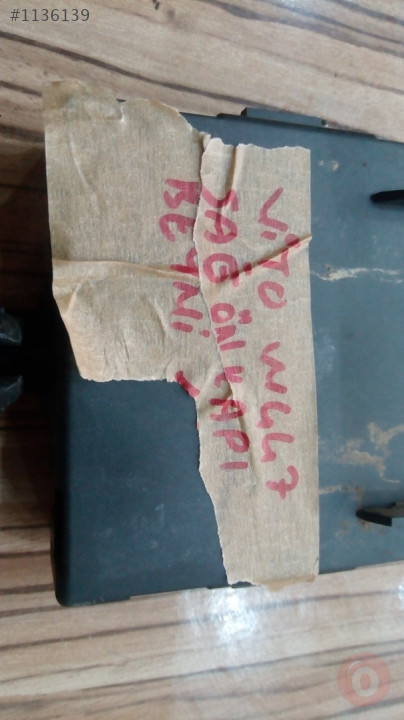 #1136139
VİTO W447
SAĞ ÖN KAPI
BEYNİ